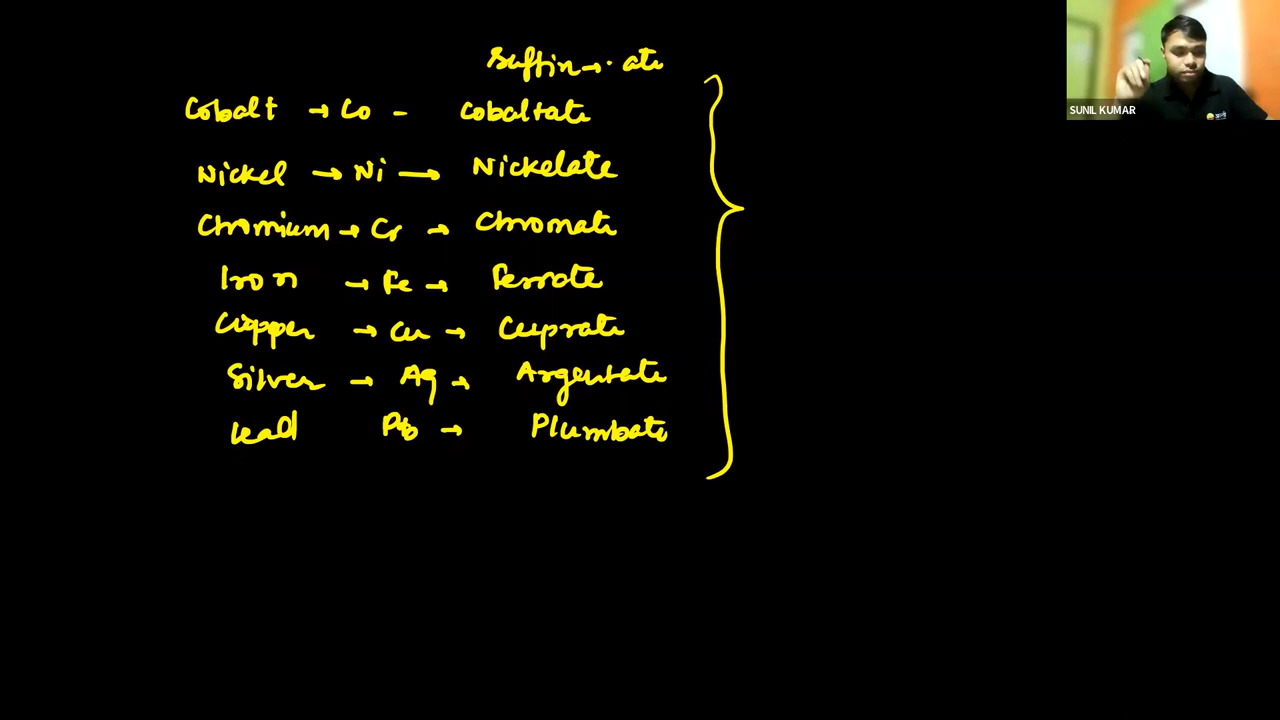 Suffix → ate
Cobalt → Co - Cobaltate
Nickel → Ni → Nickelate
Chromium → Cr → Chromate
Iron → Fe → Ferrate
Copper → Cu → Cuprate
Silver → Ag → Argentate
Lead Pb → Plumbate
SUNIL KUMAR